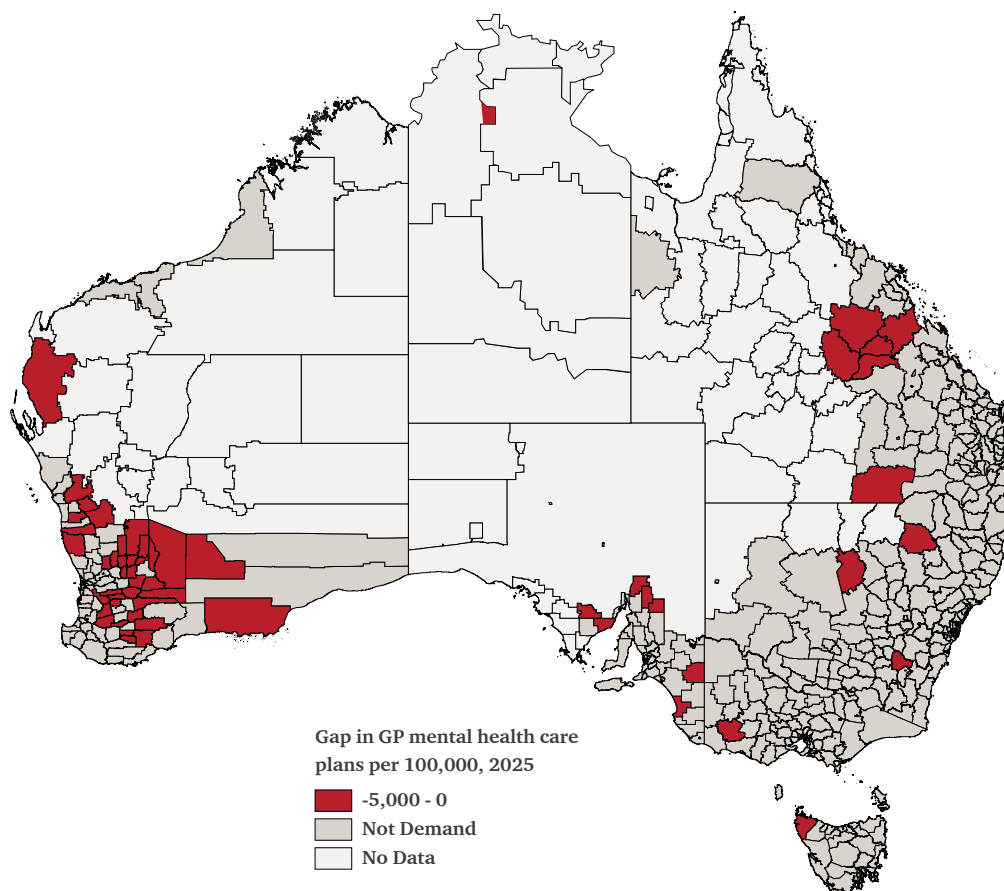 Gap in GP mental health care
plans per 100,000, 2025
-5,000 - 0
Not Demand
No Data